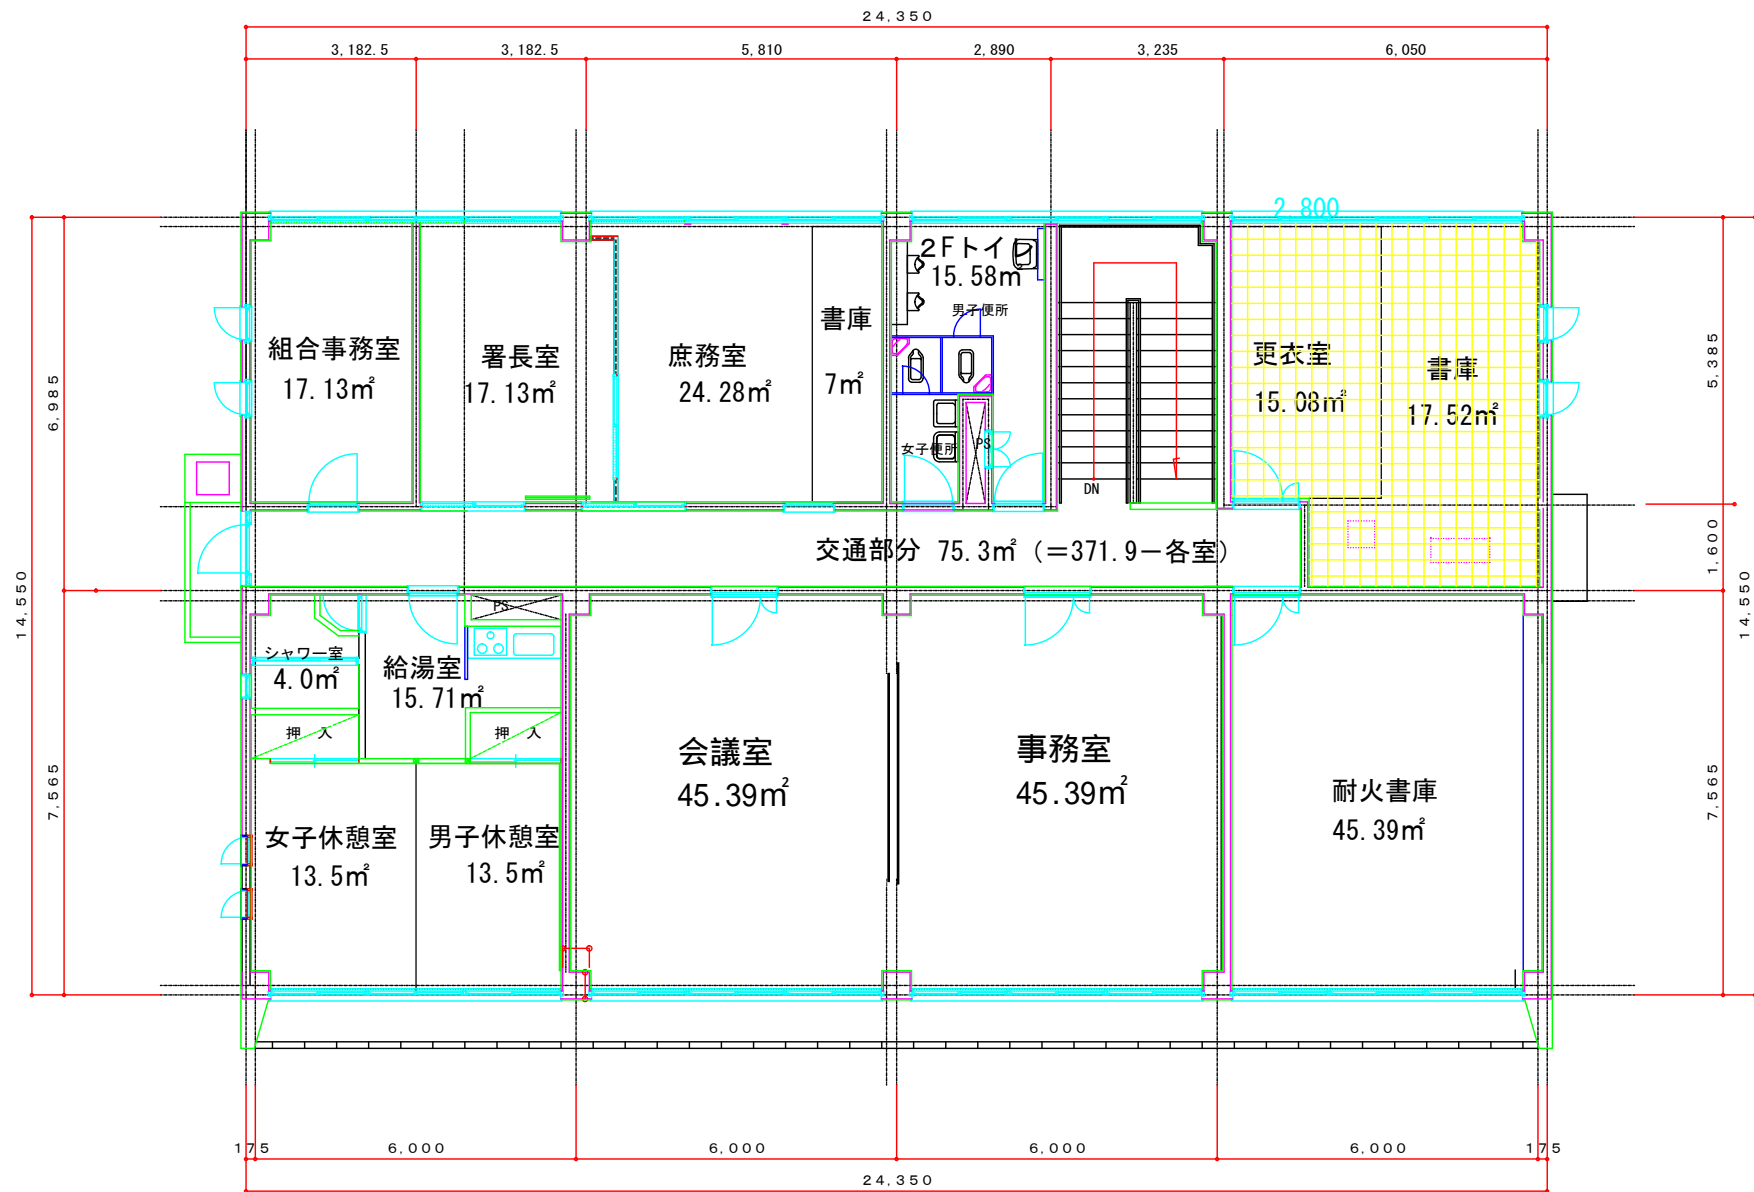 24,350
3,182.5
3,182.5
5,810
2,890
3,235
6,050
2,800
2Fトイレ
15.58㎡
男子便所
書庫
7㎡
組合事務室
17.13㎡
署長室
17.13㎡
庶務室
24.28㎡
更衣室
15.08㎡
書庫
17.52㎡
女子便所
PS
DN
6,985
5,385
1,600
14,550
14,550
交通部分 75.3㎡（=371.9−各室）
PS
シャワー室
4.0㎡
給湯室
15.71㎡
押 入
押 入
会議室
45.39㎡
事務室
45.39㎡
耐火書庫
45.39㎡
7,565
7,565
女子休憩室
13.5㎡
男子休憩室
13.5㎡
175
6,000
6,000
6,000
6,000
175
24,350